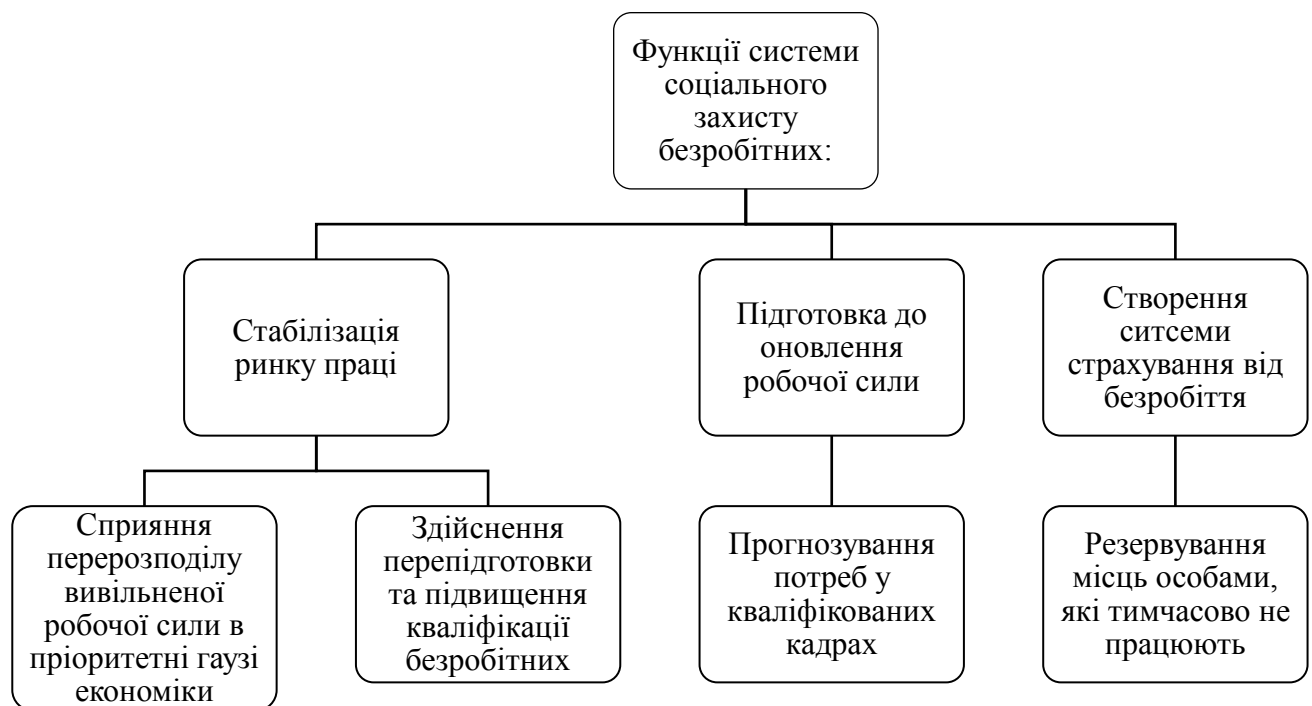 Функції системи
соціального
захисту
безробітних:
Стабілізація
ринку праці
Підготовка до
оновлення
робочої сили
Створення
ситсеми
страхування від
безробіття
Сприяння
перерозподілу
вивільненої
робочої сили в
пріоритетні гаузі
економіки
Здійснення
перепідготовки
та підвищення
кваліфікації
безробітних
Прогнозування
потреб у
кваліфікованих
кадрах
Резервування
місць особами,
які тимчасово не
працюють